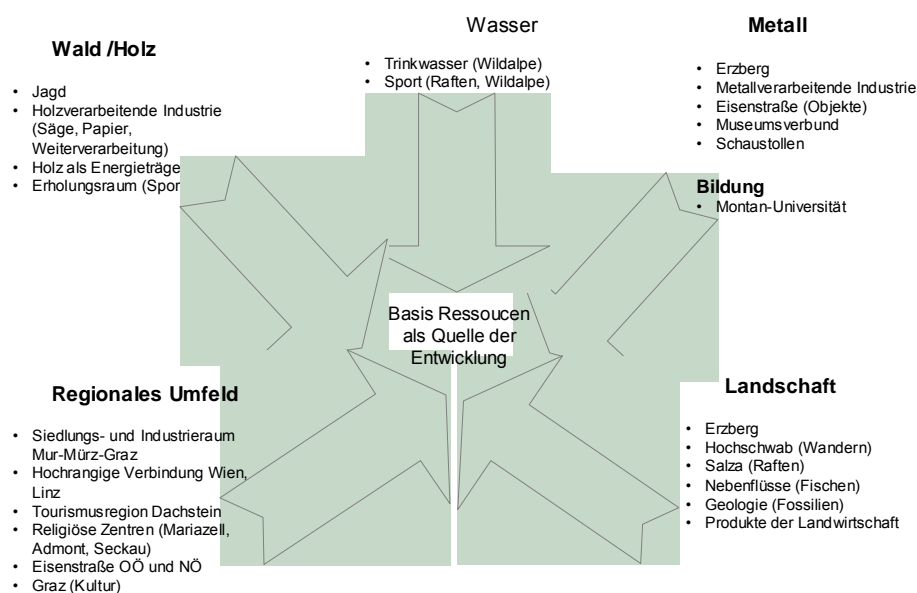 Wasser
• Trinkwasser (Wildalpe)
• Sport (Raften, Wildalpe)
Wald /Holz
• Jagd
• Holzverarbeitende Industrie
(Säge, Papier,
Weiterverarbeitung)
• Holz als Energieträge
• Erholungsraum (Spor
Metall
• Erzberg
• Metallverarbeitende Industrie
• Eisenstraße (Objekte)
• Museumsverbund
• Schaustollen
Bildung
• Montan-Universität
Basis Ressoucen
als Quelle der
Entwicklung
Regionales Umfeld
• Siedlungs- und Industrieraum
Mur-Mürz-Graz
• Hochrangige Verbindung Wien,
Linz
• Tourismusregion Dachstein
• Religiöse Zentren (Mariazell,
Admont, Seckau)
• Eisenstraße OÖ und NÖ
• Graz (Kultur)
Landschaft
• Erzberg
• Hochschwab (Wandern)
• Salza (Raften)
• Nebenflüsse (Fischen)
• Geologie (Fossilien)
• Produkte der Landwirtschaft